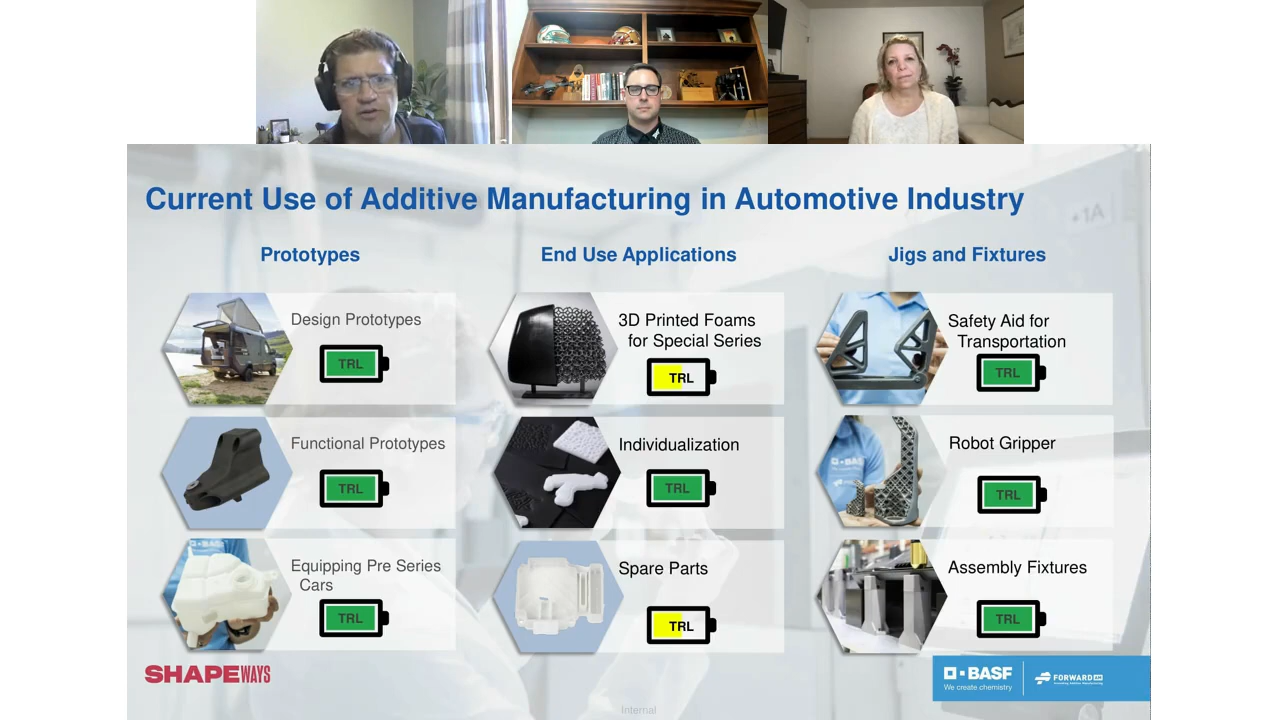 Current Use of Additive Manufacturing in Automotive Industry
+1A
Prototypes
End Use Applications
Jigs and Fixtures
Design Prototypes
TRL
3D Printed Foams
for Special Series
TRL
Safety Aid for
Transportation
TRL
Functional Prototypes
TRL
Individualization
TRL
BASF
Robot Gripper
TRL
Equipping Pre Series
Cars
TRL
Spare Parts
TRL
Assembly Fixtures
TRL
SHAPEWAYS
BASF
We create chemistry
FORWARD AM
Internal